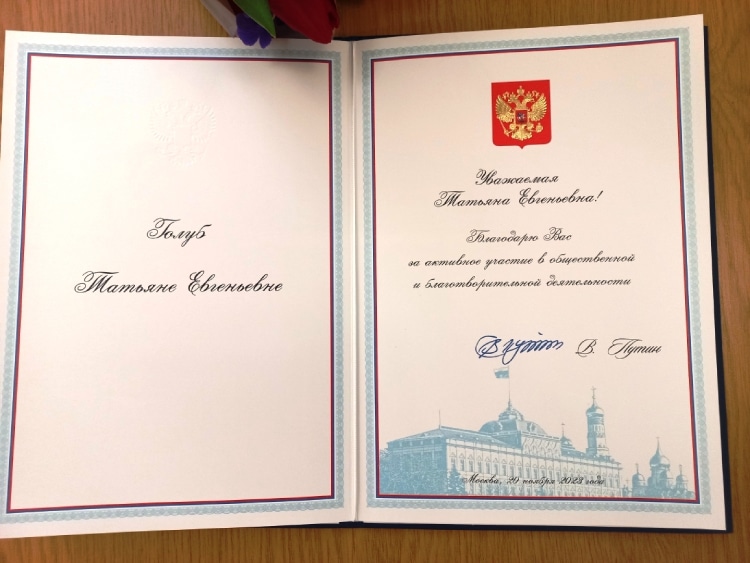 Голуб
Татьяне Евгеньевне
Уважаемая
Татьяна Евгеньевна!
Благодарю Вас
за активное участие в общественной
и благотворительной деятельности
В. Путин
Москва, 20 ноября 2023 года